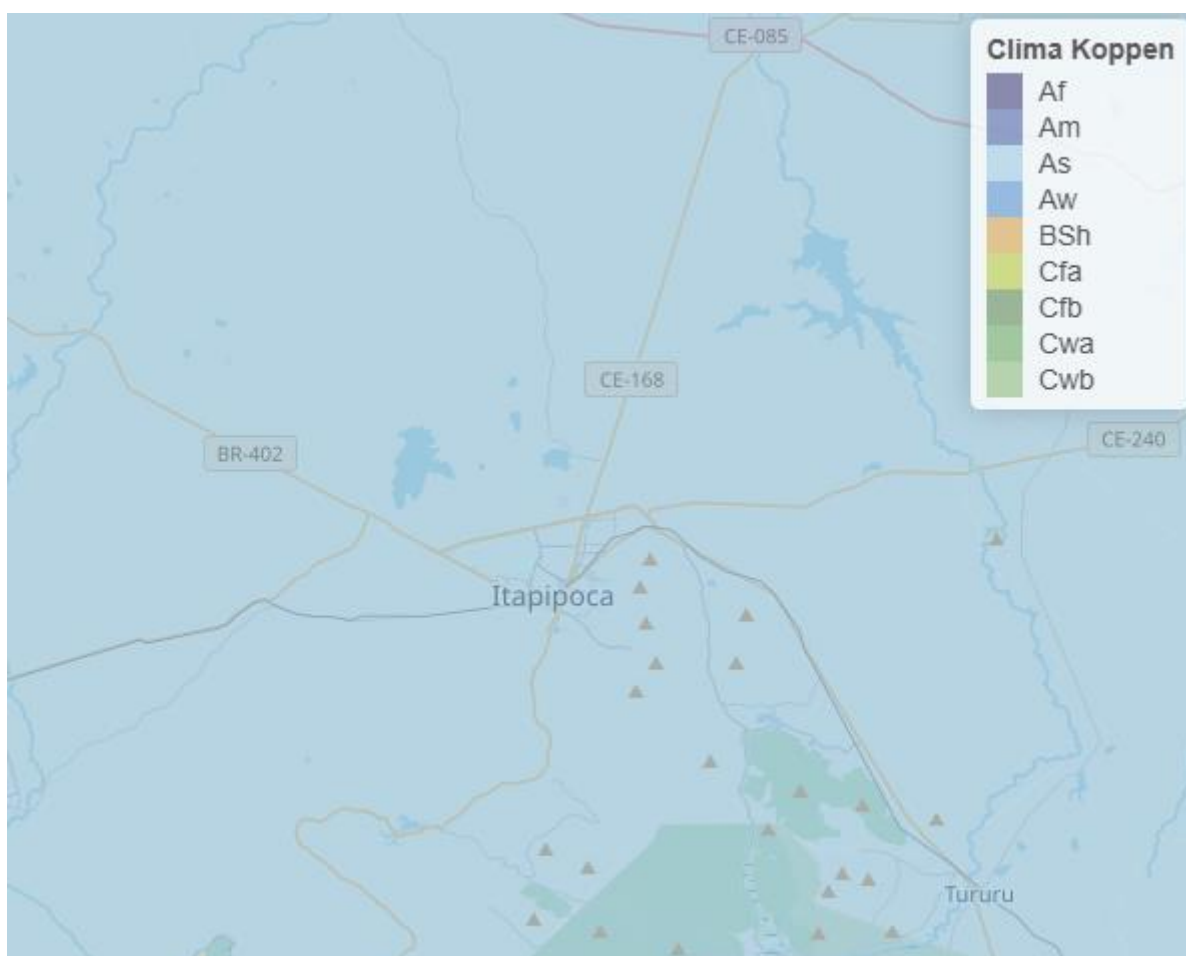 CE-085
Clima Koppen
Af
Am
As
Aw
BSh
Cfa
Cfb
Cwa
Cwb
CE-168
CE-240
BR-402
Itapipoca
Tururu